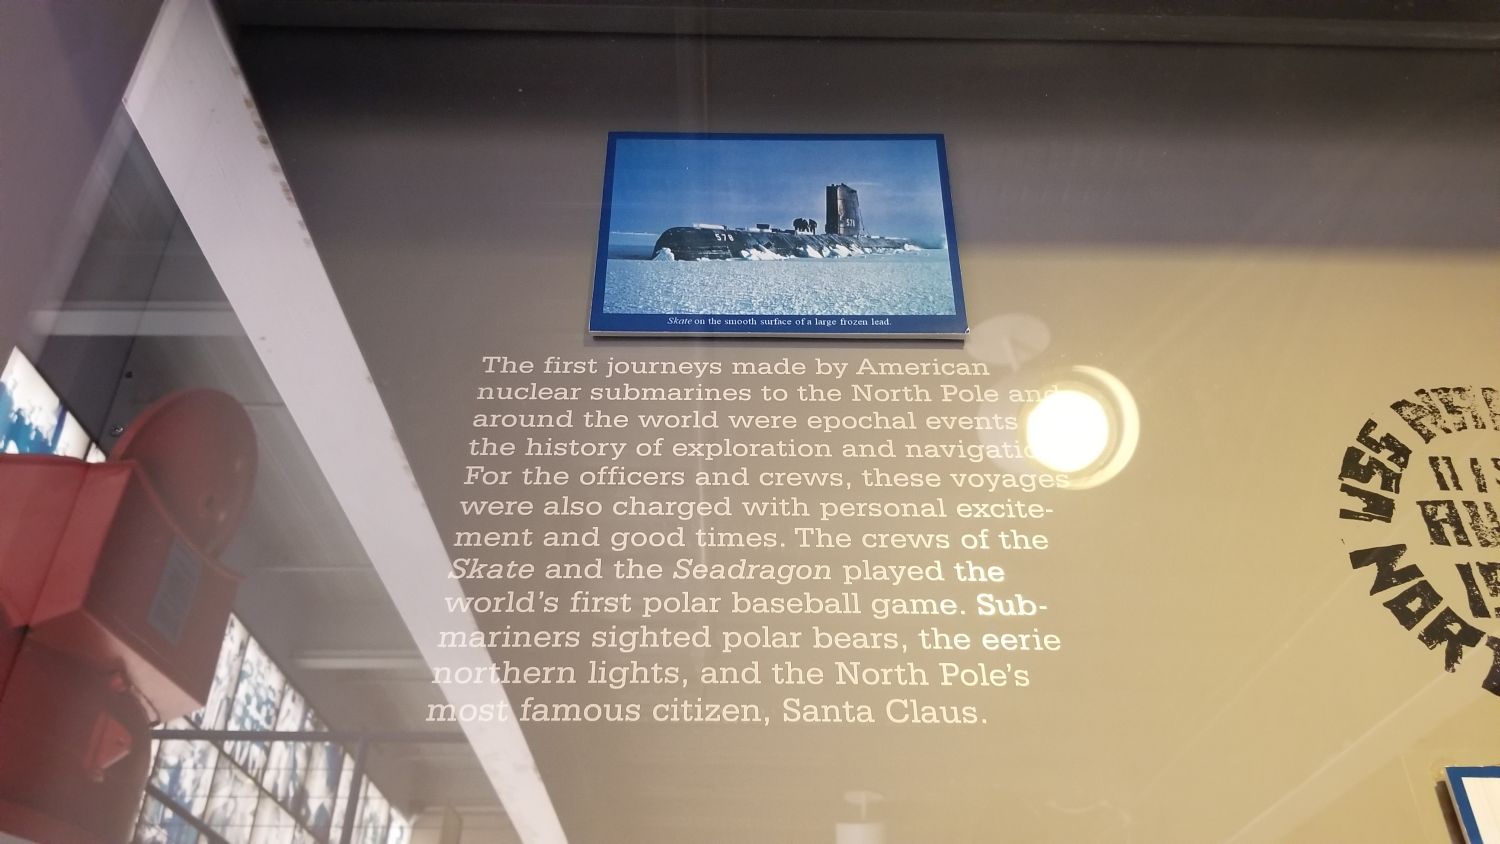 578
571
Skate on the smooth surface of a large frozen lead.
The first journeys made by American
nuclear submarines to the North Pole and
around the world were epochal events
the history of exploration and navigation
For the officers and crews, these voyages
were also charged with personal excite-
ment and good times. The crews of the
Skate and the Seadragon played the
world's first polar baseball game. Sub-
mariners sighted polar bears, the eerie
northern lights, and the North Pole's
most famous citizen, Santa Claus.
USS
NORT